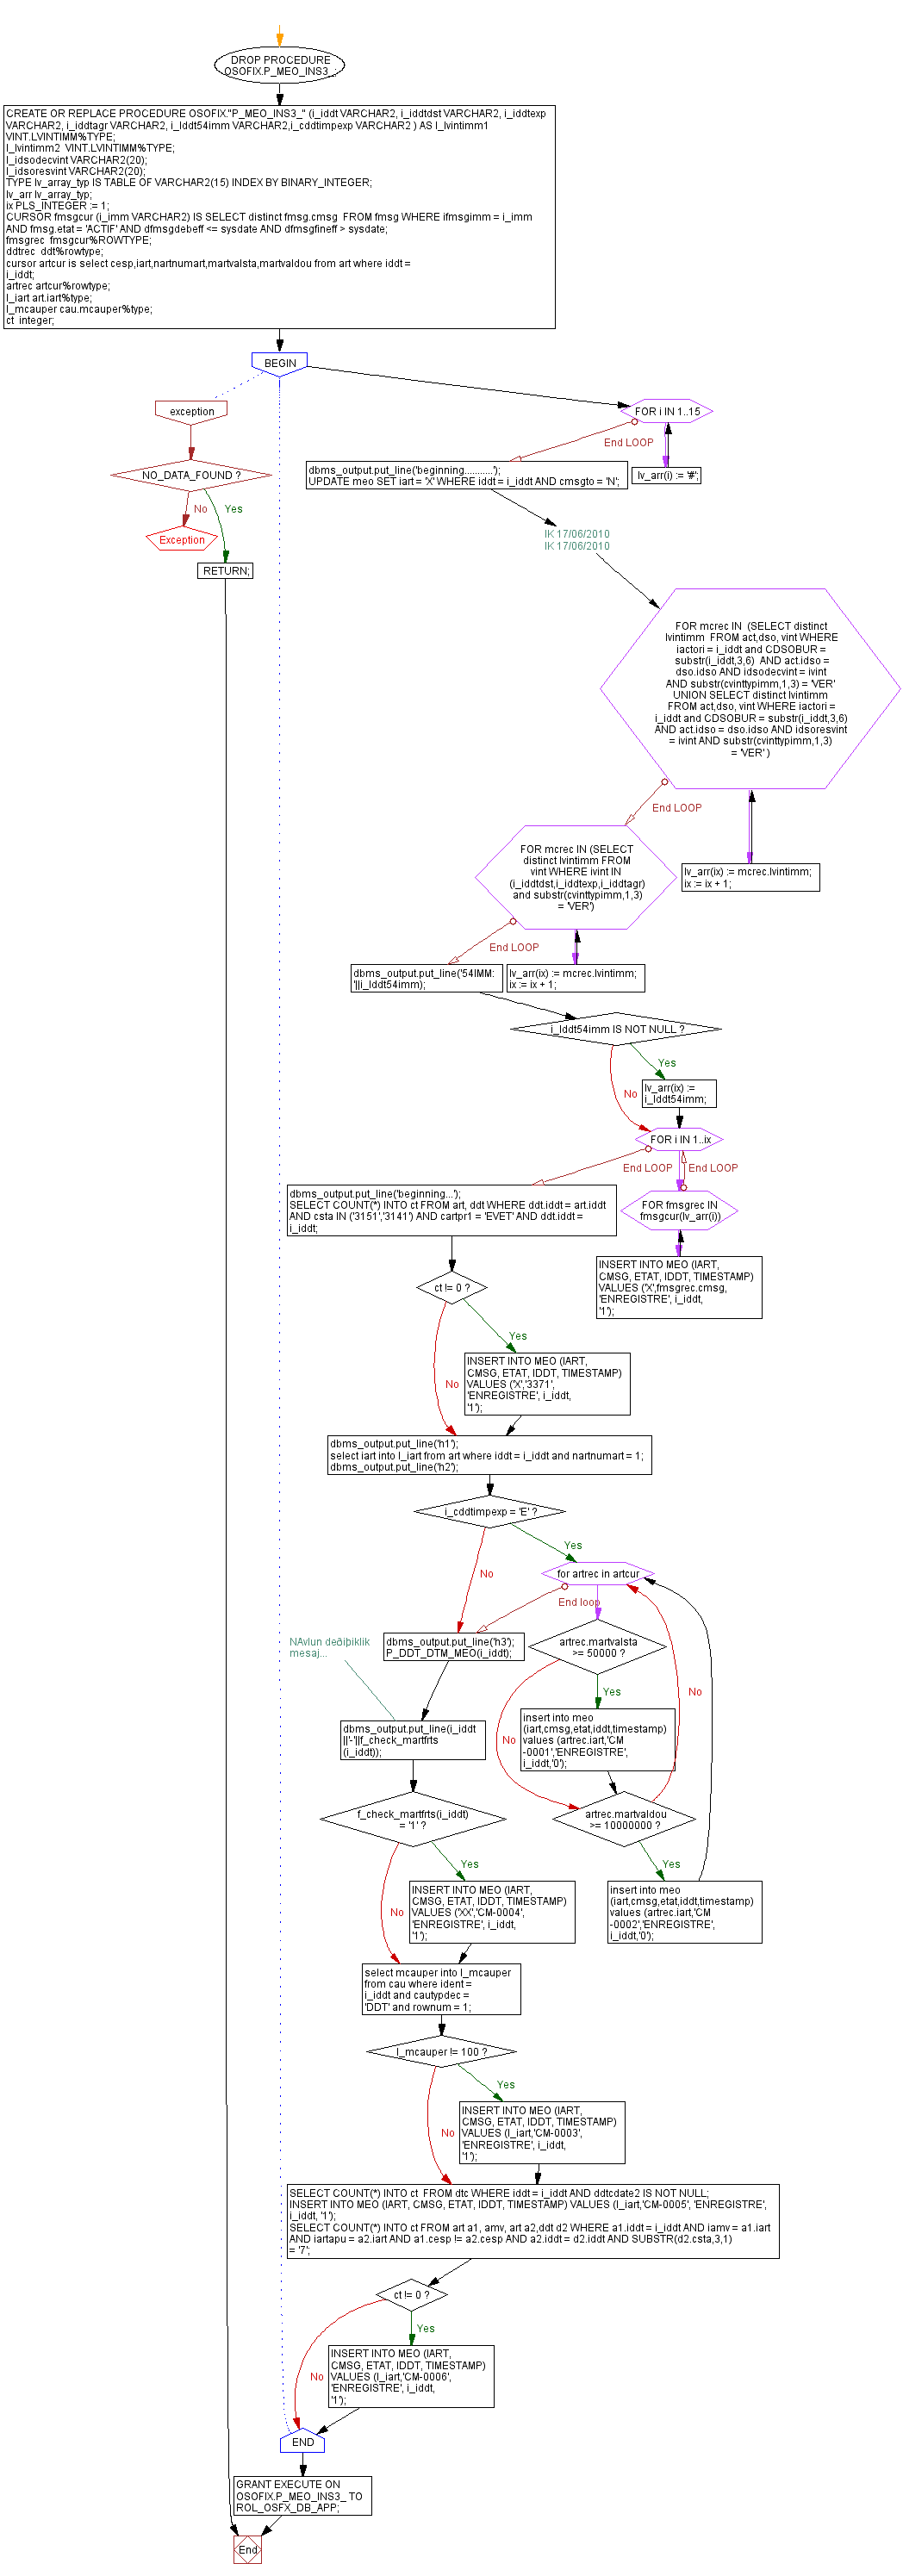 DROP PROCEDURE
OSOFIX.P_MEO_INS3_;
CREATE OR REPLACE PROCEDURE OSOFIX."P_MEO_INS3_" (i_iddt VARCHAR2, i_iddtdst VARCHAR2, i_iddtexp
VARCHAR2, i_iddtagr VARCHAR2, i_lddt54imm VARCHAR2,i_cddtimpexp VARCHAR2 ) AS l_lvintimm1
VINT.LVINTIMM%TYPE;
l_lvintimm2 VINT.LVINTIMM%TYPE;
l_idsodecvint VARCHAR2(20);
l_idsoresvint VARCHAR2(20);
TYPE lv_array_typ IS TABLE OF VARCHAR2(15) INDEX BY BINARY_INTEGER;
lv_arr lv_array_typ;
ix PLS_INTEGER := 1;
CURSOR fmsgcur (i_imm VARCHAR2) IS SELECT distinct fmsg.cmsg FROM fmsg WHERE ifmsgimm = i_imm
AND fmsg.etat = 'ACTIF' AND dfmsgdebeff <= sysdate AND dfmsgfineff > sysdate;
fmsgrec fmsgcur%ROWTYPE;
ddtrec ddt%rowtype;
cursor artcur is select cesp,iart,nartnumart,martvalsta,martvaldou from art where iddt =
i_iddt;
artrec artcur%rowtype;
l_iart art.iart%type;
l_mcauper cau.mcauper%type;
ct integer;
BEGIN
exception
NO_DATA_FOUND ?
No
Yes
Exception
RETURN;
FOR i IN 1..15
End LOOP
lv_arr(i) := '#';
dbms_output.put_line('beginning...........');
UPDATE meo SET iart = 'X' WHERE iddt = i_iddt AND cmsgto = 'N';
IK 17/06/2010
IK 17/06/2010
FOR mcrec IN (SELECT distinct
lvintimm FROM act,dso, vint WHERE
iactori = i_iddt and CDSOBUR =
substr(i_iddt,3,6) AND act.idso =
dso.idso AND idsodecvint = ivint
AND substr(cvinttypimm,1,3) = 'VER'
UNION SELECT distinct lvintimm
FROM act,dso, vint WHERE iactori =
i_iddt and CDSOBUR = substr(i_iddt,3,6)
AND act.idso = dso.idso AND idsoresvint
= ivint AND substr(cvinttypimm,1,3)
= 'VER' )
End LOOP
lv_arr(ix) := mcrec.lvintimm;
ix := ix + 1;
FOR mcrec IN (SELECT
distinct lvintimm FROM
vint WHERE ivint IN
(i_iddtdst,i_iddtexp,i_iddtagr)
and substr(cvinttypimm,1,3)
= 'VER')
End LOOP
lv_arr(ix) := mcrec.lvintimm;
ix := ix + 1;
dbms_output.put_line('54IMM:
'||i_lddt54imm);
i_lddt54imm IS NOT NULL ?
Yes
No
lv_arr(ix) :=
i_lddt54imm;
FOR i IN 1..ix
End LOOP
End LOOP
dbms_output.put_line('beginning...');
SELECT COUNT(*) INTO ct FROM art, ddt WHERE ddt.iddt = art.iddt
AND csta IN ('3151','3141') AND cartpr1 = 'EVET' AND ddt.iddt =
i_iddt;
FOR fmsgrec IN
fmsgcur(lv_arr(i))
INSERT INTO MEO (IART,
CMSG, ETAT, IDDT, TIMESTAMP)
VALUES ('X',fmsgrec.cmsg,
'ENREGISTRE', i_iddt,
'1');
ct != 0 ?
Yes
No
INSERT INTO MEO (IART,
CMSG, ETAT, IDDT, TIMESTAMP)
VALUES ('X','3371',
'ENREGISTRE', i_iddt,
'1');
dbms_output.put_line('h1');
select iart into l_iart from art where iddt = i_iddt and nartnumart = 1;
dbms_output.put_line('h2');
i_cddtimpexp = 'E' ?
Yes
No
for artrec in artcur
End loop
NAvlun deðiþiklik
mesaj...
dbms_output.put_line('h3');
P_DDT_DTM_MEO(i_iddt);
artrec.martvalsta
>= 50000 ?
Yes
No
No
insert into meo
(iart,cmsg,etat,iddt,timestamp)
values (artrec.iart,'CM
-0001','ENREGISTRE',
i_iddt,'0');
dbms_output.put_line(i_iddt
||'-'||f_check_martfrts
(i_iddt));
artrec.martvaldou
>= 10000000 ?
Yes
f_check_martfrts(i_iddt)
= '1' ?
Yes
No
insert into meo
(iart,cmsg,etat,iddt,timestamp)
values (artrec.iart,'CM
-0002','ENREGISTRE',
i_iddt,'0');
INSERT INTO MEO (IART,
CMSG, ETAT, IDDT, TIMESTAMP)
VALUES ('XX','CM-0004',
'ENREGISTRE', i_iddt,
'1');
select mcauper into l_mcauper
from cau where ident =
i_iddt and cautypdec =
'DDT' and rownum = 1;
l_mcauper != 100 ?
Yes
No
INSERT INTO MEO (IART,
CMSG, ETAT, IDDT, TIMESTAMP)
VALUES (l_iart,'CM-0003',
'ENREGISTRE', i_iddt,
'1');
SELECT COUNT(*) INTO ct FROM dtc WHERE iddt = i_iddt AND ddtcdate2 IS NOT NULL;
INSERT INTO MEO (IART, CMSG, ETAT, IDDT, TIMESTAMP) VALUES (l_iart,'CM-0005', 'ENREGISTRE',
i_iddt, '1');
SELECT COUNT(*) INTO ct FROM art a1, amv, art a2,ddt d2 WHERE a1.iddt = i_iddt AND iamv = a1.iart
AND iartapu = a2.iart AND a1.cesp != a2.cesp AND a2.iddt = d2.iddt AND SUBSTR(d2.csta,3,1)
= '7';
ct != 0 ?
Yes
No
INSERT INTO MEO (IART,
CMSG, ETAT, IDDT, TIMESTAMP)
VALUES (l_iart,'CM-0006',
'ENREGISTRE', i_iddt,
'1');
END
GRANT EXECUTE ON
OSOFIX.P_MEO_INS3_ TO
ROL_OSFX_DB_APP;
End